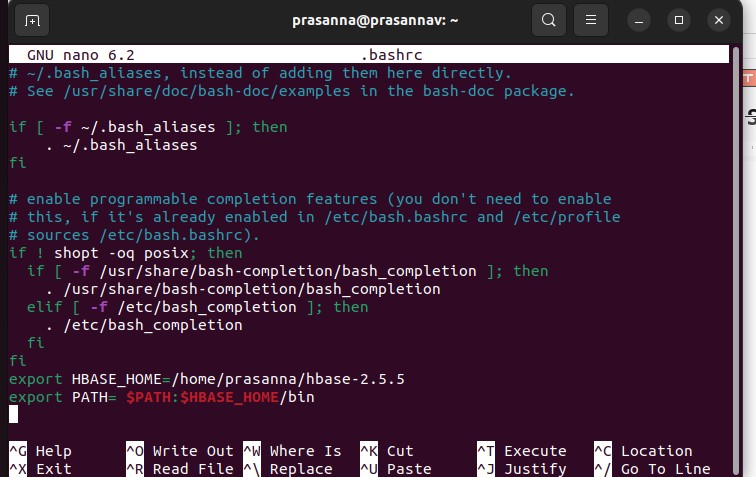 prasanna@prasannav: ~
GNU nano 6.2 .bashrc
# ~/.bash_aliases, instead of adding them here directly.
# See /usr/share/doc/bash-doc/examples in the bash-doc package.

if [ -f ~/.bash_aliases ]; then
    . ~/.bash_aliases
fi

# enable programmable completion features (you don't need to enable
# this, if it's already enabled in /etc/bash.bashrc and /etc/profile
# sources /etc/bash.bashrc).
if ! shopt -oq posix; then
  if [ -f /usr/share/bash-completion/bash_completion ]; then
    . /usr/share/bash-completion/bash_completion
  elif [ -f /etc/bash_completion ]; then
    . /etc/bash_completion
  fi
fi
export HBASE_HOME=/home/prasanna/hbase-2.5.5
export PATH= $PATH:$HBASE_HOME/bin

^G Help ^O Write Out ^W Where Is ^K Cut ^T Execute ^C Location
^X Exit ^R Read File ^\ Replace ^U Paste ^J Justify ^/ Go To Line